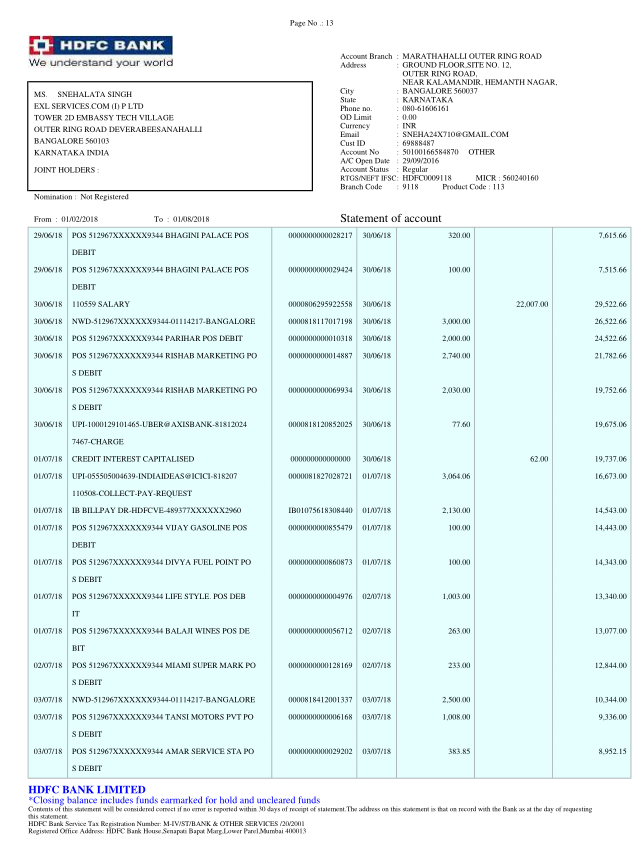 Page No .: 13
HDFC BANK
We understand your world
Account Branch : MARATHAHALLI OUTER RING ROAD
Address : GROUND FLOOR,SITE NO. 12,
OUTER RING ROAD,
NEAR KALAMANDIR, HEMANTH NAGAR,
City : BANGALORE 560037
State : KARNATAKA
Phone no. : 080-61606161
OD Limit : 0.00
Currency : INR
Email : SNEHA24X710@GMAIL.COM
Cust ID : 69888487
Account No : 50100166584870 OTHER
A/C Open Date : 29/09/2016
Account Status : Regular
RTGS/NEFT IFSC: HDFC0009118 MICR : 560240160
Branch Code : 9118 Product Code : 113
MS. SNEHALATA SINGH
EXL SERVICES.COM (I) P LTD
TOWER 2D EMBASSY TECH VILLAGE
OUTER RING ROAD DEVERABEESANAHALLI
BANGALORE 560103
KARNATAKA INDIA
JOINT HOLDERS :
Nomination : Not Registered
From : 01/02/2018 To : 01/08/2018 Statement of account
29/06/18 POS 512967XXXXXX9344 BHAGINI PALACE POS 0000000000028217 30/06/18 320.00 7,615.66
DEBIT
29/06/18 POS 512967XXXXXX9344 BHAGINI PALACE POS 0000000000029424 30/06/18 100.00 7,515.66
DEBIT
30/06/18 110559 SALARY 0000806295922558 30/06/18 22,007.00 29,522.66
30/06/18 NWD-512967XXXXXX9344-01114217-BANGALORE 0000818117017198 30/06/18 3,000.00 26,522.66
30/06/18 POS 512967XXXXXX9344 PARIHAR POS DEBIT 0000000000010318 30/06/18 2,000.00 24,522.66
30/06/18 POS 512967XXXXXX9344 RISHAB MARKETING PO 0000000000014887 30/06/18 2,740.00 21,782.66
S DEBIT
30/06/18 POS 512967XXXXXX9344 RISHAB MARKETING PO 0000000000069934 30/06/18 2,030.00 19,752.66
S DEBIT
30/06/18 UPI-1000129101465-UBER@AXISBANK-81812024 0000818120852025 30/06/18 77.60 19,675.06
7467-CHARGE
01/07/18 CREDIT INTEREST CAPITALISED 000000000000000 30/06/18 62.00 19,737.06
01/07/18 UPI-055505004639-INDIAIDEAS@ICICI-818207 0000818827028721 01/07/18 3,064.06 16,673.00
110508-COLLECT-PAY-REQUEST
01/07/18 IB BILLPAY DR-HDFCVE-489377XXXXXX2960 IB01075618308440 01/07/18 2,130.00 14,543.00
01/07/18 POS 512967XXXXXX9344 VIJAY GASOLINE POS 0000000000855479 01/07/18 100.00 14,443.00
DEBIT
01/07/18 POS 512967XXXXXX9344 DIVYA FUEL POINT PO 0000000000860873 01/07/18 100.00 14,343.00
S DEBIT
01/07/18 POS 512967XXXXXX9344 LIFE STYLE. POS DEB 0000000000004976 02/07/18 1,003.00 13,340.00
IT
01/07/18 POS 512967XXXXXX9344 BALAJI WINES POS DE 0000000000056712 02/07/18 263.00 13,077.00
BIT
02/07/18 POS 512967XXXXXX9344 MIAMI SUPER MARK PO 0000000000128169 02/07/18 233.00 12,844.00
S DEBIT
03/07/18 NWD-512967XXXXXX9344-01114217-BANGALORE 0000818412001337 03/07/18 2,500.00 10,344.00
03/07/18 POS 512967XXXXXX9344 TANSI MOTORS PVT PO 0000000000006168 03/07/18 1,008.00 9,336.00
S DEBIT
03/07/18 POS 512967XXXXXX9344 AMAR SERVICE STA PO 0000000000029202 03/07/18 383.85 8,952.15
S DEBIT
HDFC BANK LIMITED
*Closing balance includes funds earmarked for hold and uncleared funds
Contents of this statement will be considered correct if no error is reported within 30 days of receipt of statement.The address on this statement is that on record with the Bank as at the day of requesting
this statement.
HDFC Bank Service Tax Registration Number: M-IV/ST/BANK & OTHER SERVICES /20/2001
Registered Office Address: HDFC Bank House,Senapati Bapat Marg,Lower Parel,Mumbai 400013